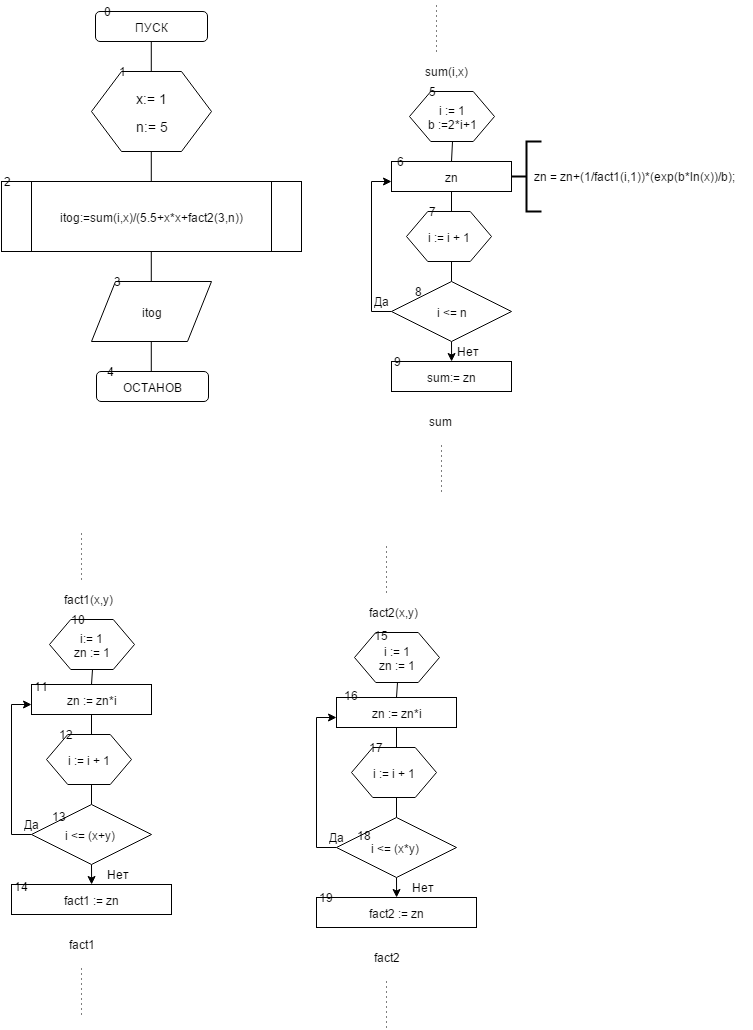 0
ПУСК
1
x:= 1
n:= 5
2
itog:=sum(i,x)/(5.5+x*x+fact2(3,n))
3
itog
4
ОСТАНОВ
sum(i,x)
5
i := 1
b :=2*i+1
6
zn
zn = zn+(1/fact1(i,1))*(exp(b*ln(x))/b);
7
i := i + 1
8
Да
i <= n
Нет
9
sum:= zn
sum
fact1(x,y)
10
i:= 1
zn := 1
11
zn := zn*i
12
i := i + 1
13
Да
i <= (x+y)
Нет
14
fact1 := zn
fact1
fact2(x,y)
15
i := 1
zn := 1
16
zn := zn*i
17
i := i + 1
18
Да
i <= (x*y)
Нет
19
fact2 := zn
fact2